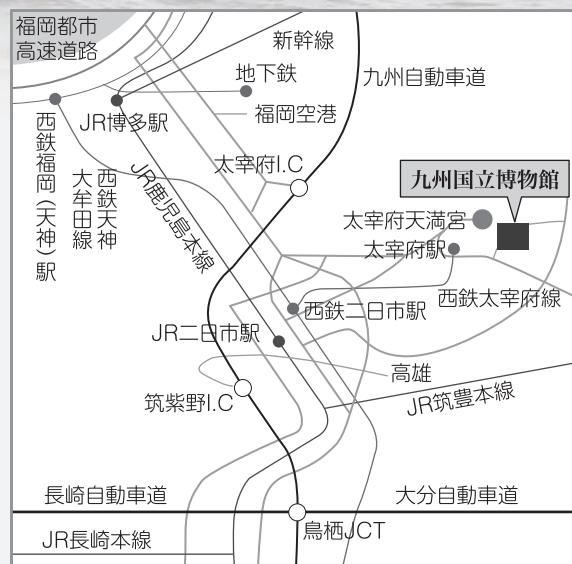 福岡都市
高速道路
新幹線
地下鉄
九州自動車道
福岡空港
JR博多駅
西鉄福岡(天神)駅
西鉄天神
大牟田線
JR鹿児島本線
太宰府I.C
九州国立博物館
太宰府天満宮
太宰府駅
西鉄太宰府線
西鉄二日市駅
JR二日市駅
高雄
筑紫野I.C
JR筑豊本線
長崎自動車道
大分自動車道
鳥栖JCT
JR長崎本線